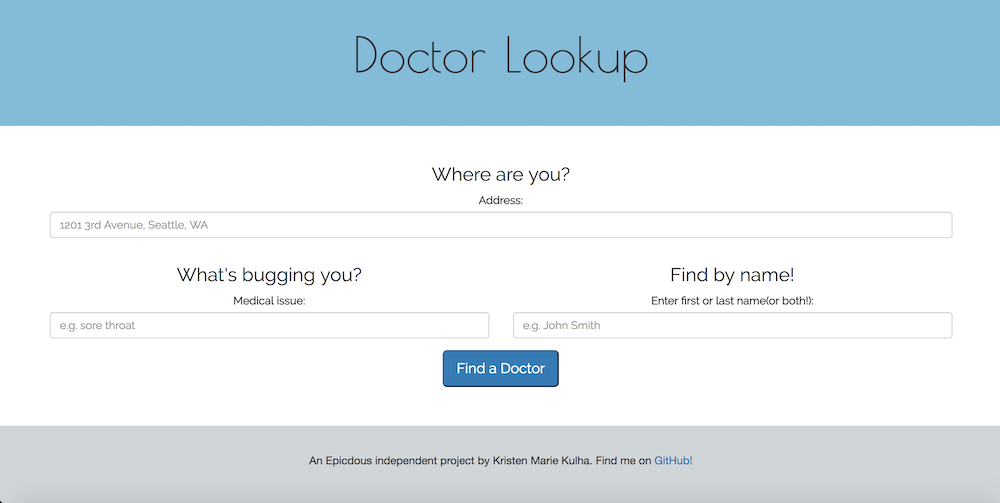 Doctor Lookup
Where are you?
Address:
1201 3rd Avenue, Seattle, WA
What's bugging you?
Find by name!
Medical issue:
Enter first or last name(or both!):
e.g. sore throat
e.g. John Smith
Find a Doctor
An Epicdous independent project by Kristen Marie Kulha. Find me on GitHub!